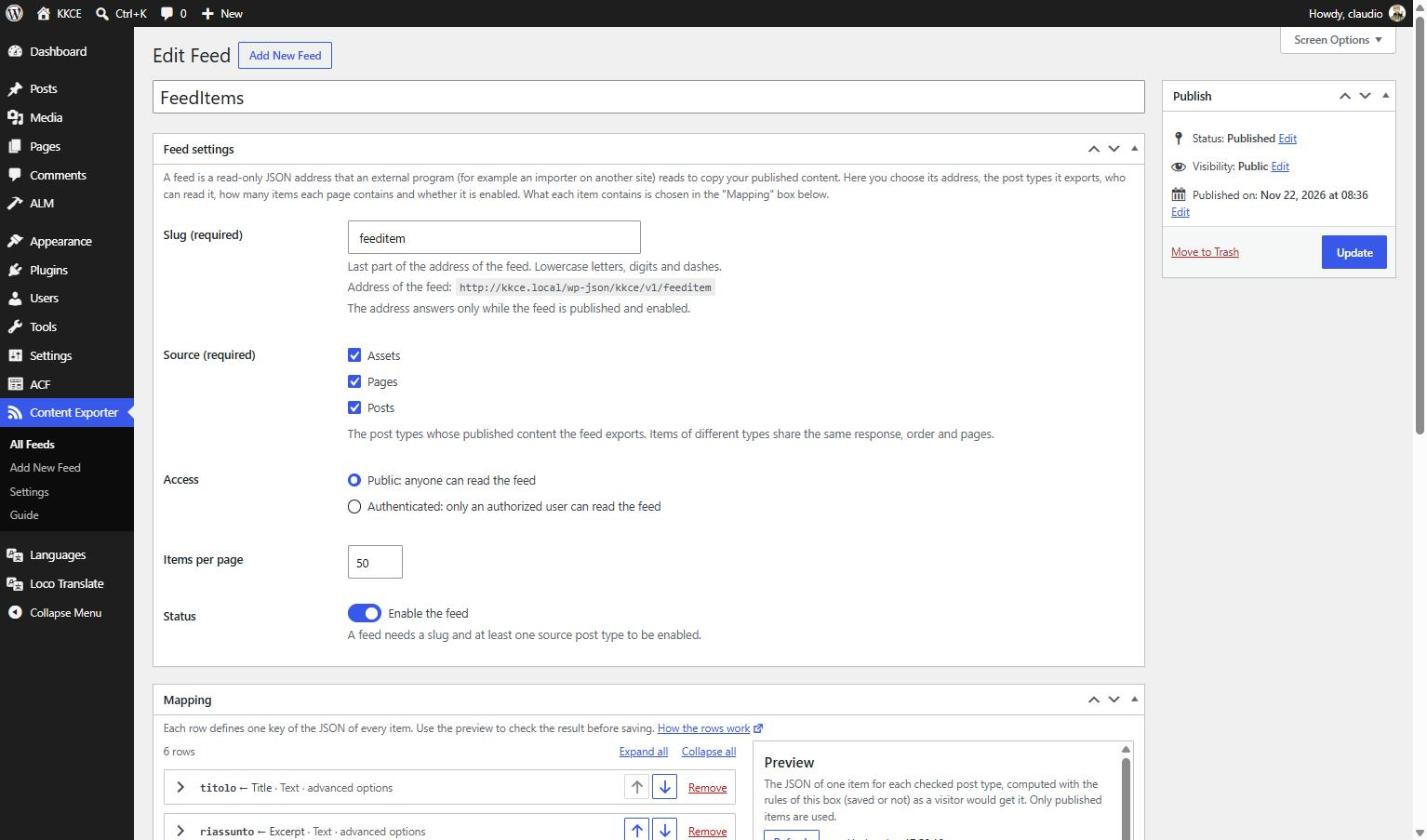 KKCE Ctrl+K 0 New Howdy, claudio
Screen Options
Dashboard
Posts
Media
Pages
Comments
ALM
Appearance
Plugins
Users
Tools
Settings
ACF
Content Exporter
All Feeds
Add New Feed
Settings
Guide
Languages
Loco Translate
Collapse Menu
Edit Feed Add New Feed
FeedItems
Feed settings
A feed is a read-only JSON address that an external program (for example an importer on another site) reads to copy your published content. Here you choose its address, the post types it exports, who
can read it, how many items each page contains and whether it is enabled. What each item contains is chosen in the "Mapping" box below.
Slug (required)
feeditem
Last part of the address of the feed. Lowercase letters, digits and dashes.
Address of the feed: http://kkce.local/wp-json/kkce/v1/feeditem
The address answers only while the feed is published and enabled.
Source (required)
Assets
Pages
Posts
The post types whose published content the feed exports. Items of different types share the same response, order and pages.
Access
Public: anyone can read the feed
Authenticated: only an authorized user can read the feed
Items per page
50
Status
Enable the feed
A feed needs a slug and at least one source post type to be enabled.
Mapping
Each row defines one key of the JSON of every item. Use the preview to check the result before saving. How the rows work
6 rows Expand all Collapse all
titolo ← Title · Text · advanced options Remove
riassunto ← Excerpt · Text · advanced options Remove
Preview
The JSON of one item for each checked post type, computed with the
rules of this box (saved or not) as a visitor would get it. Only published
items are used.
Publish
Status: Published Edit
Visibility: Public Edit
Published on: Nov 22, 2026 at 08:36
Edit
Move to Trash Update